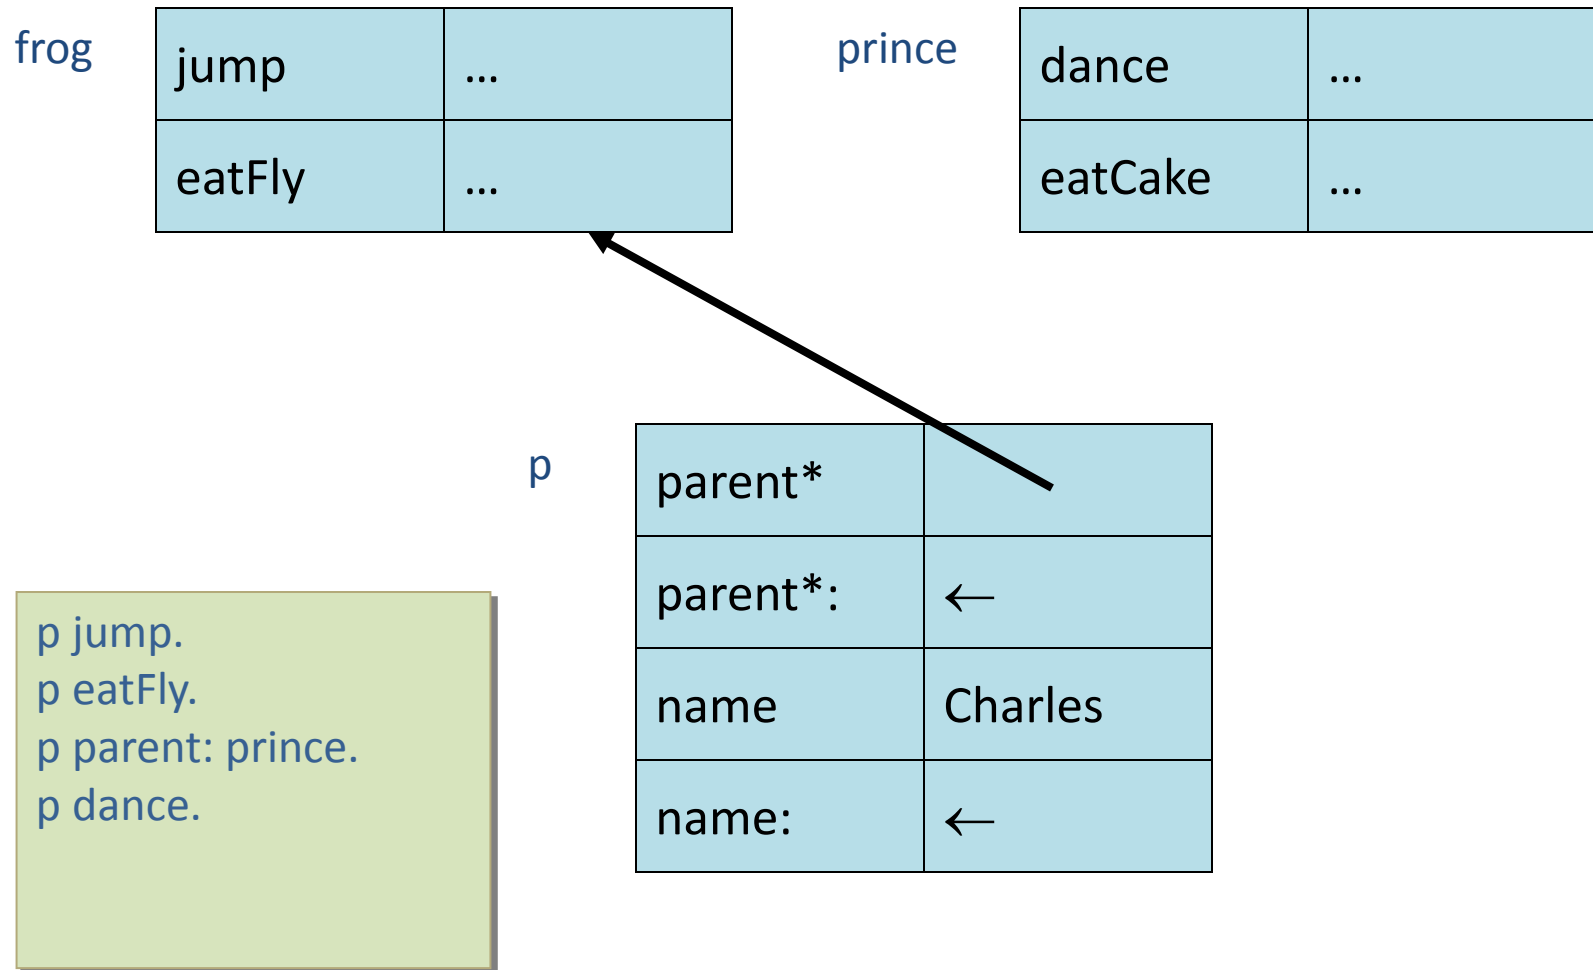 frog
jump ...
eatFly ...
prince
dance ...
eatCake ...
p
parent*
parent*: ←
name Charles
name: ←
p jump.
p eatFly.
p parent: prince.
p dance.